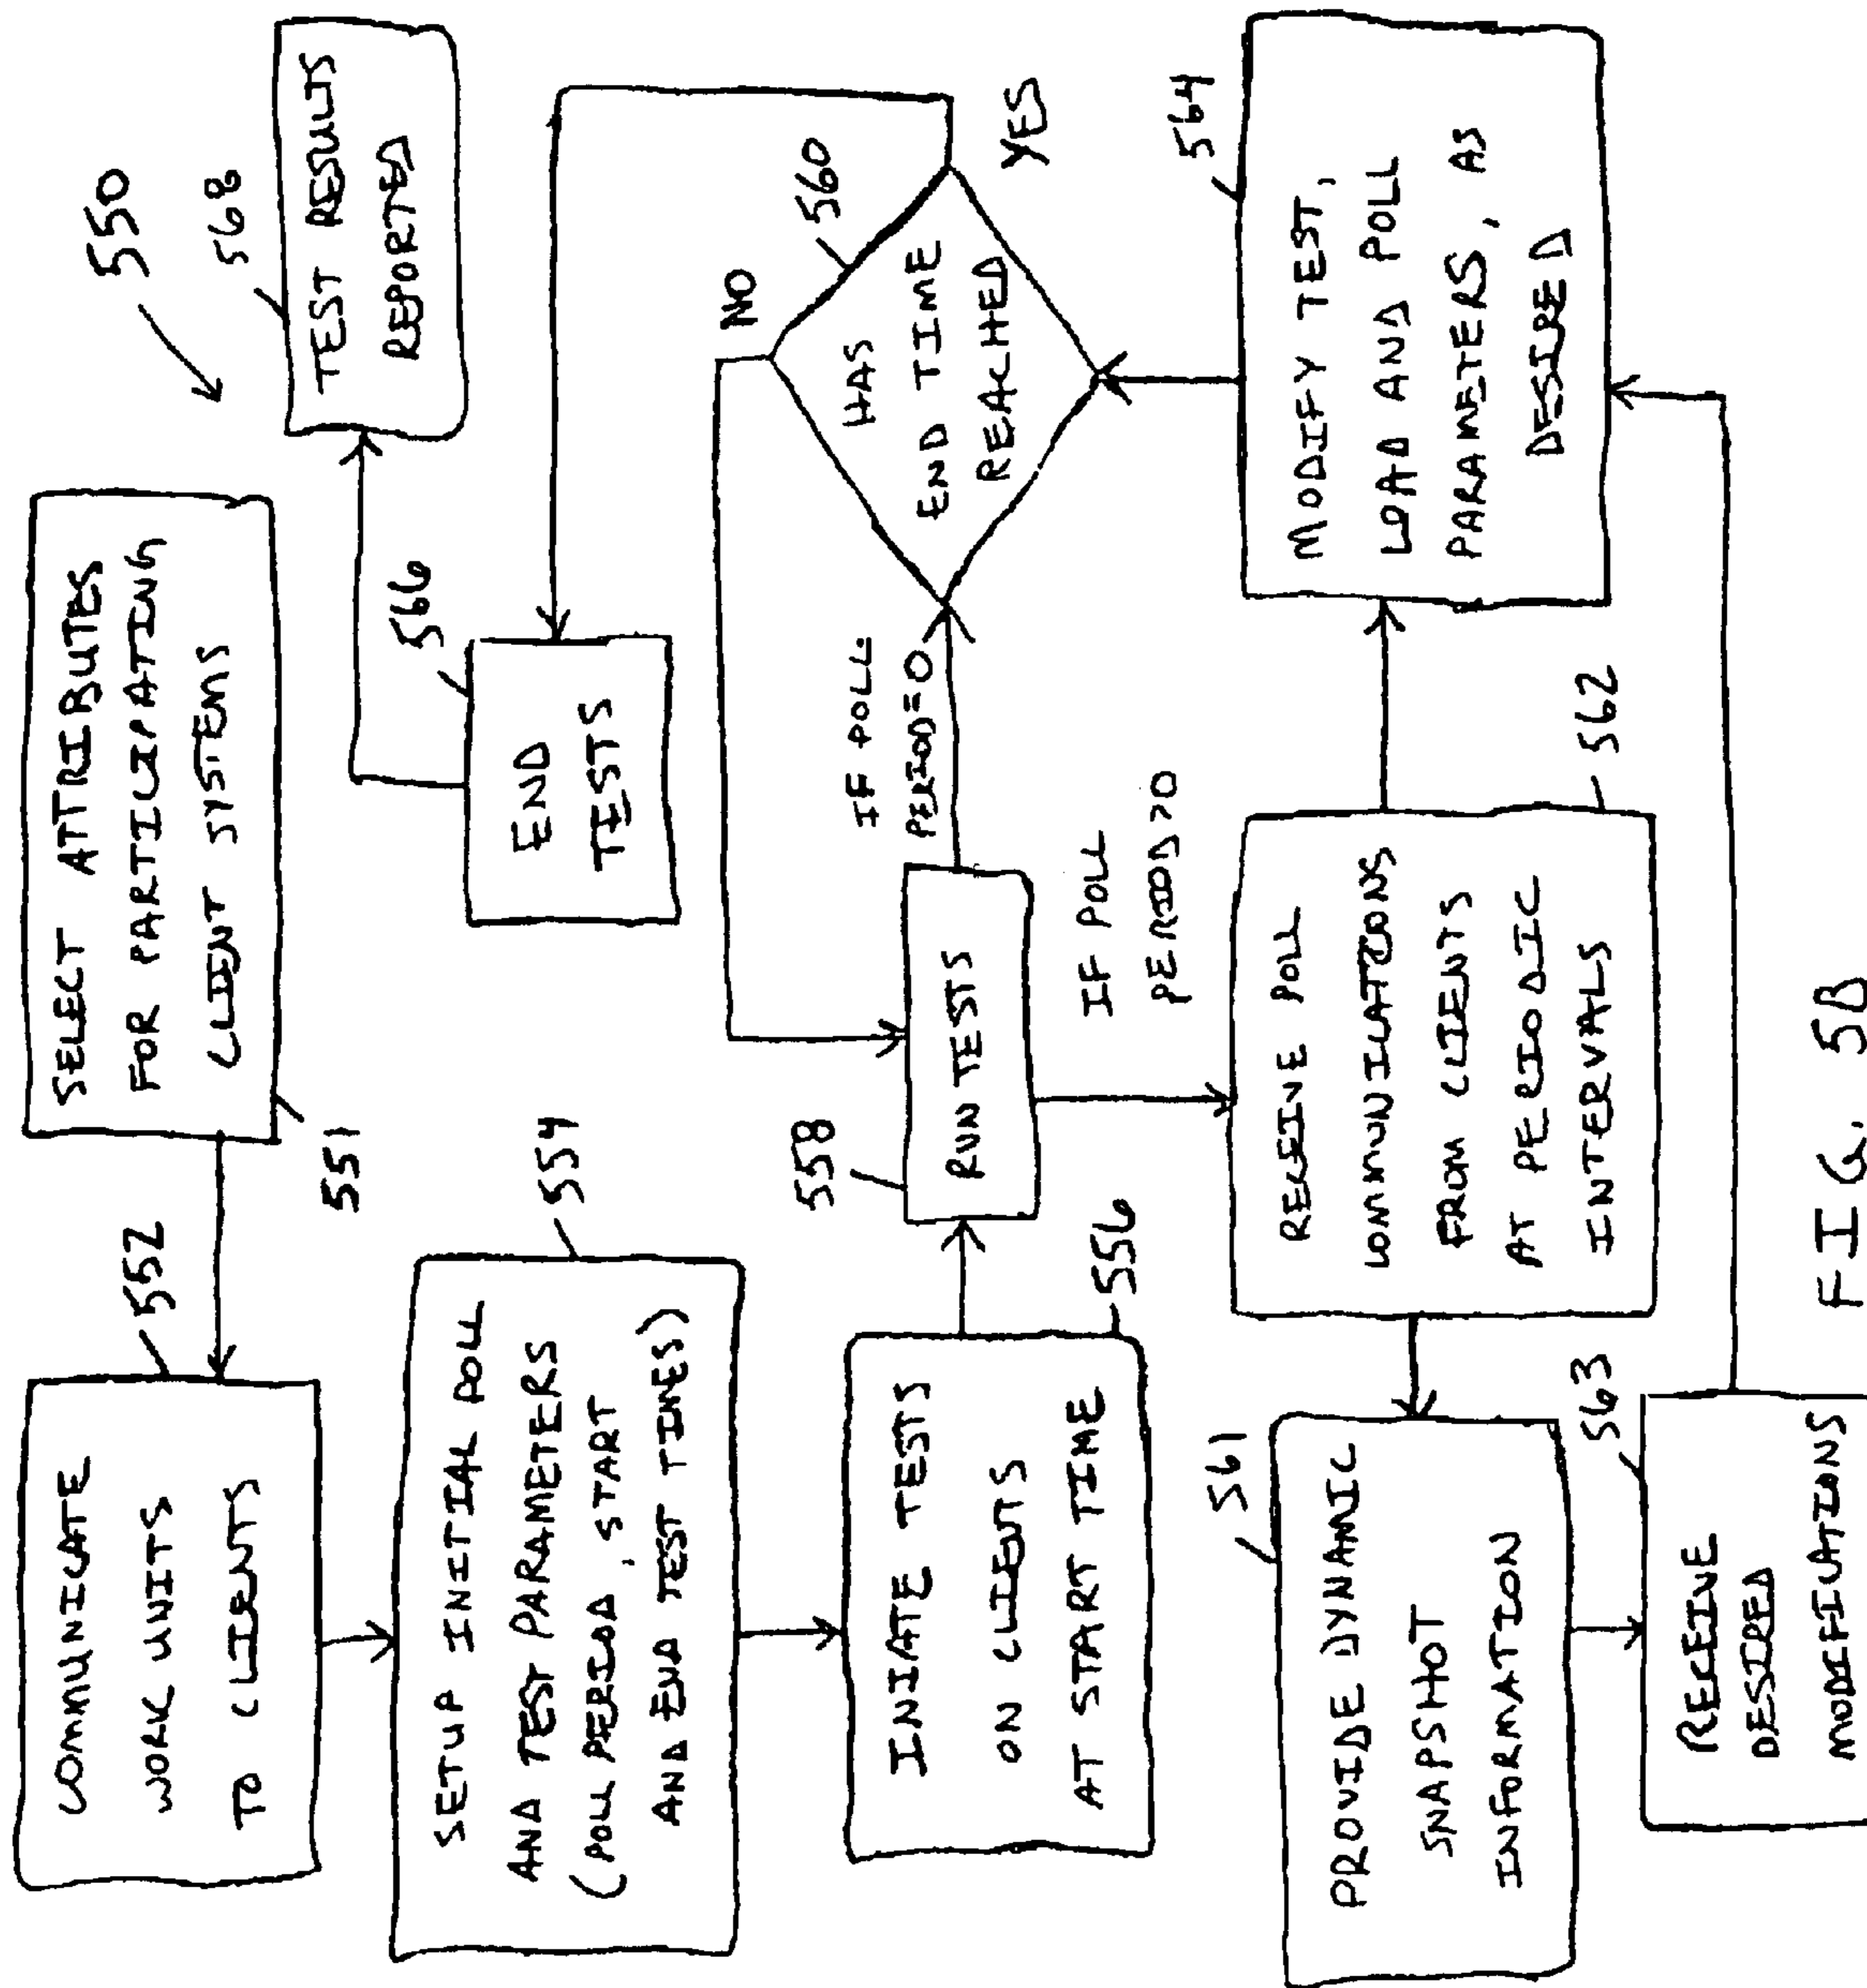 550
SELECT ATTRIBUTES
FOR PARTICIPATING
CLIENT SYSTEMS
551
568
TEST RESULTS
REPORTED
552
COMMUNICATE
WORK UNITS
TO CLIENTS
554
SETUP INITIAL POLL
AND TEST PARAMETERS
(POLL PERIOD, START
AND END TEST TIMES)
566
END
TESTS
INIATE TESTS
ON CLIENTS
AT START TIME
556
558
RUN TESTS
IF POLL
PERIOD=0
NO
560
HAS
END TIME
REACHED
YES
IF POLL
PERIOD>0
561
PROVIDE DYNAMIC
SNAPSHOT
INFORMATION
RECEIVE POLL
COMMUNICATIONS
FROM CLIENTS
AT PERIODIC
INTERVALS
562
564
MODIFY TEST,
LOAD AND POLL
PARAMETERS, AS
DESIRED
563
RECEIVE
DESIRED
MODIFICATIONS
FIG. 5B